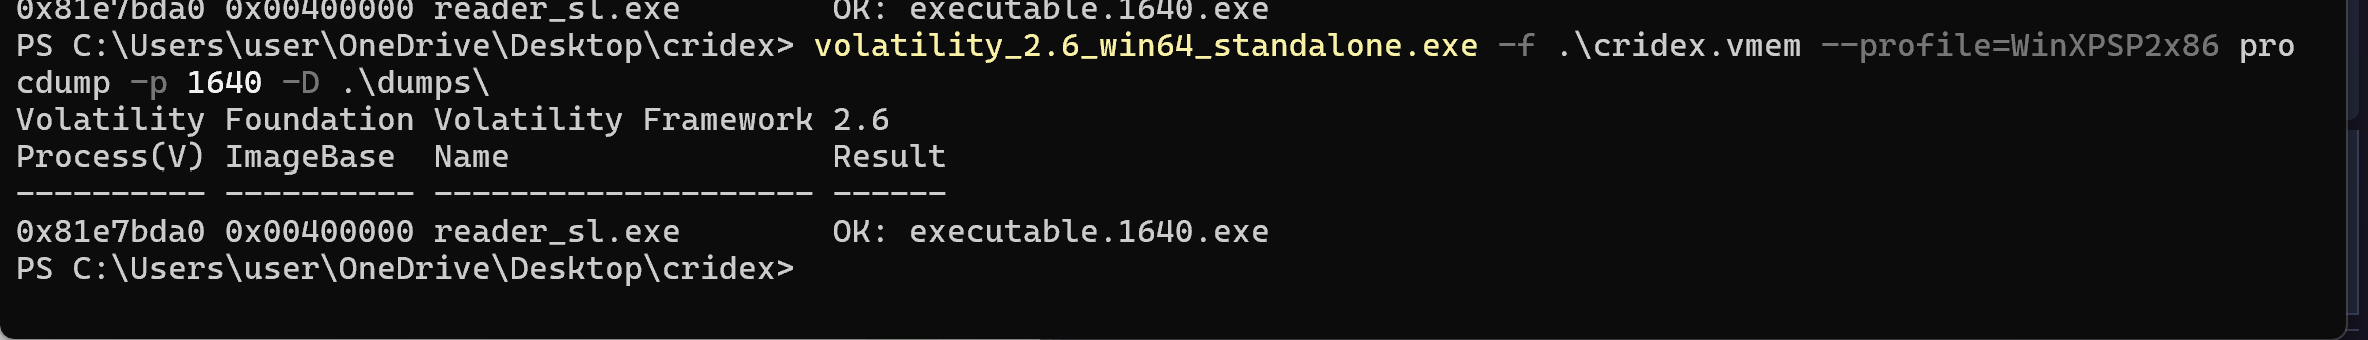 0x81e7bda0 0x00400000 reader_sl.exe        OK: executable.1640.exe
PS C:\Users\user\OneDrive\Desktop\cridex> volatility_2.6_win64_standalone.exe -f .\cridex.vmem --profile=WinXPSP2x86 pro
cdump -p 1640 -D .\dumps\
Volatility Foundation Volatility Framework 2.6
Process(V) ImageBase  Name                 Result
---------- ---------- -------------------- ------
0x81e7bda0 0x00400000 reader_sl.exe        OK: executable.1640.exe
PS C:\Users\user\OneDrive\Desktop\cridex>